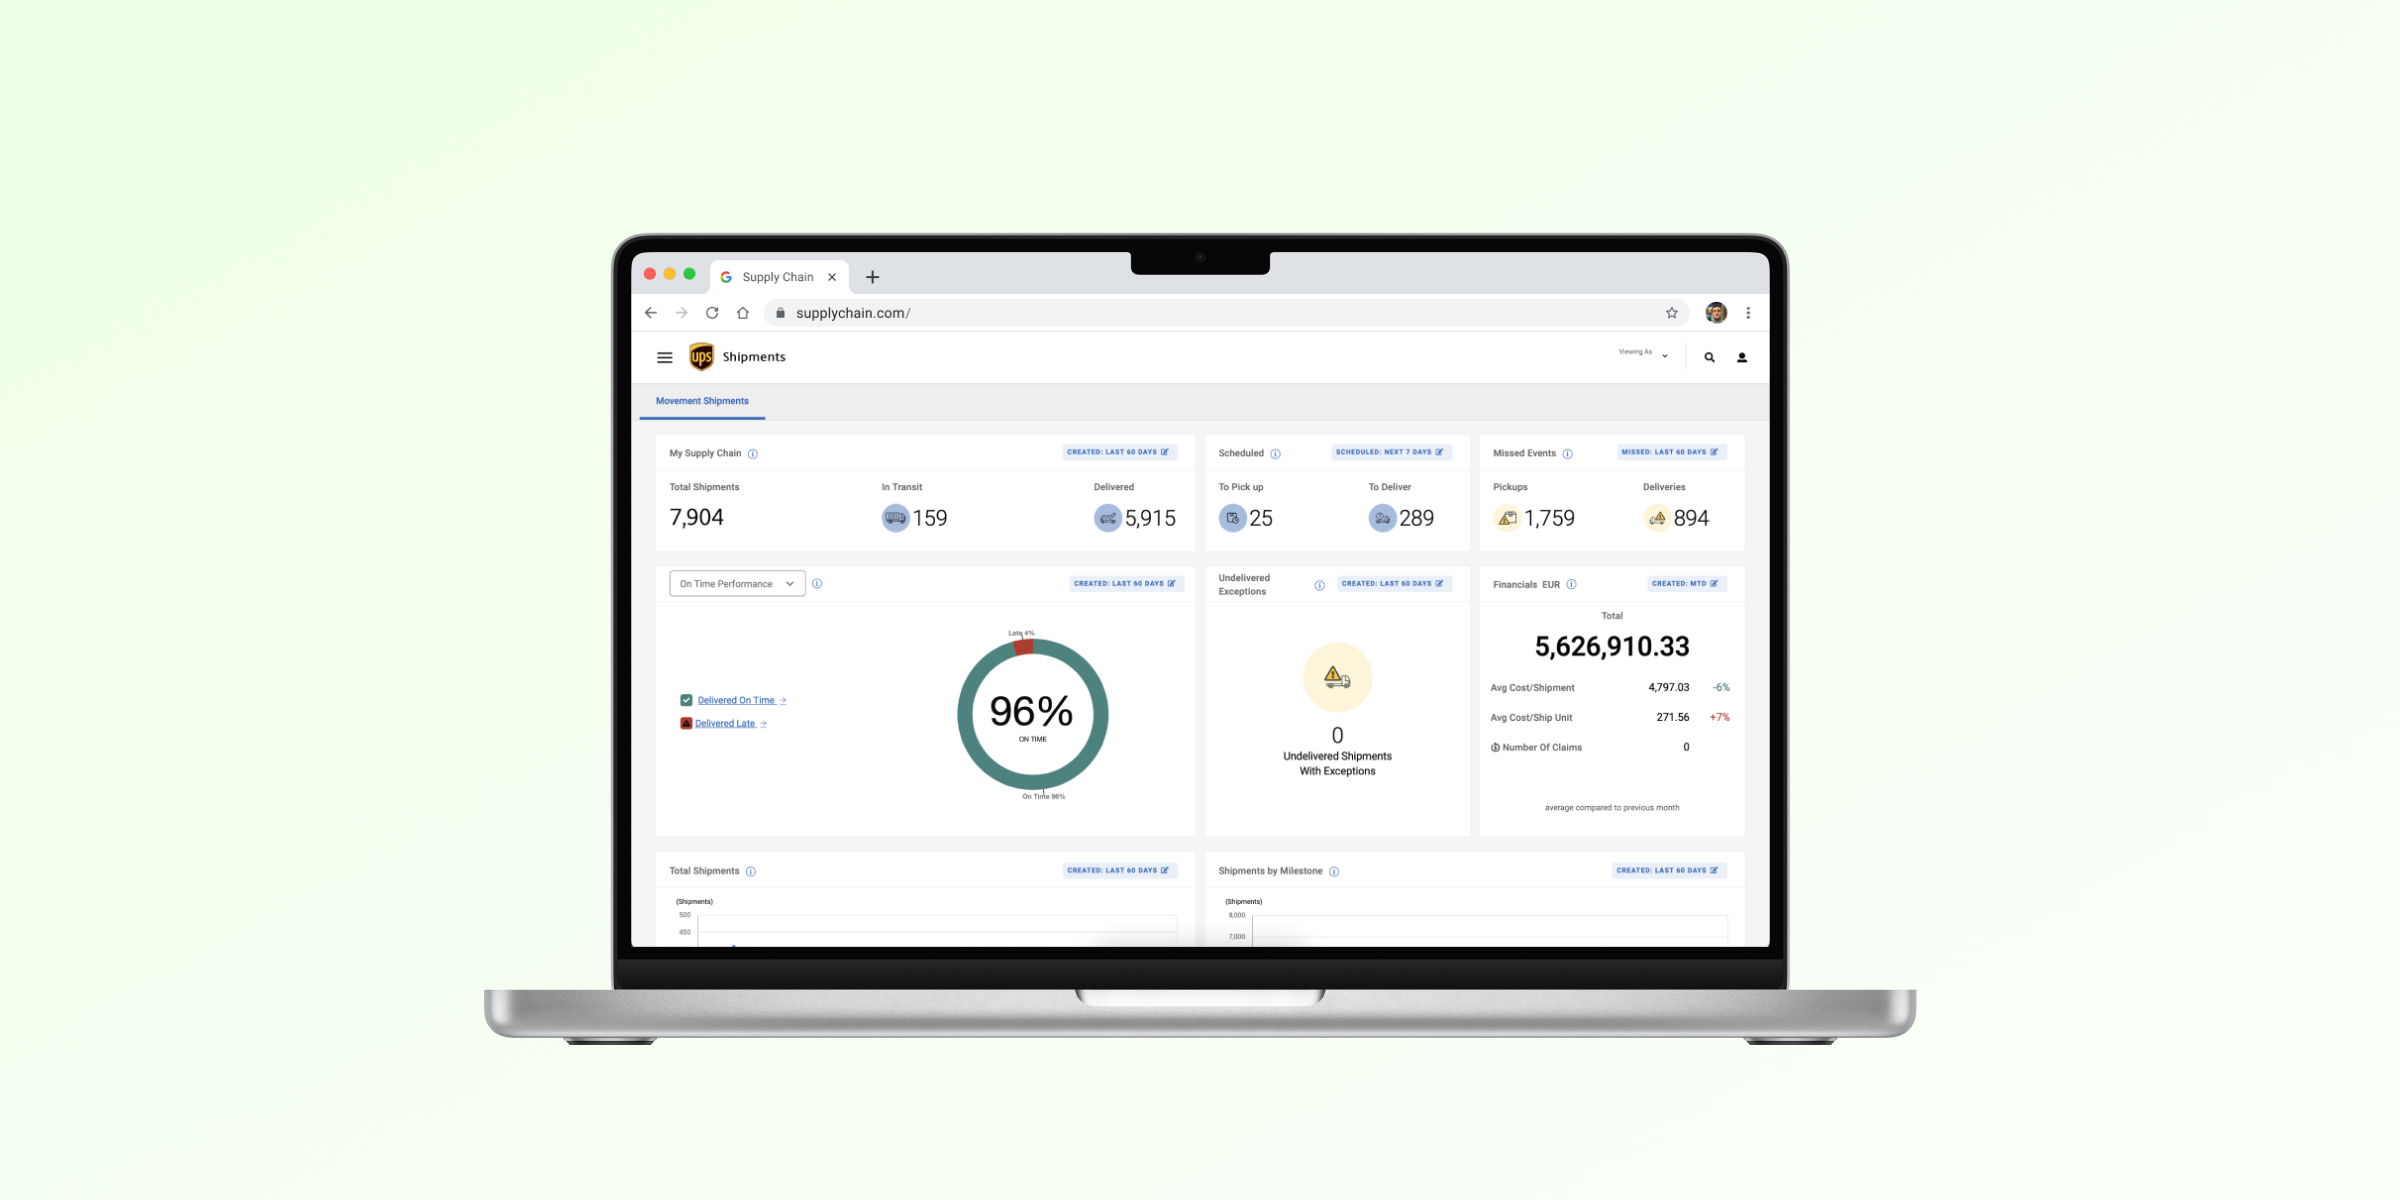 Supply Chain
supplychain.com/
ups
Shipments
Viewing As
Movement Shipments
My Supply Chain
CREATED: LAST 60 DAYS
Total Shipments
7,904
In Transit
159
Delivered
5,915
Scheduled
SCHEDULED: NEXT 7 DAYS
To Pick up
25
To Deliver
289
Missed Events
MISSED: LAST 60 DAYS
Pickups
1,759
Deliveries
894
On Time Performance
CREATED: LAST 60 DAYS
Delivered On Time
Delivered Late
Late 4%
96%
ON TIME
On Time 96%
Undelivered
Exceptions
CREATED: LAST 60 DAYS
0
Undelivered Shipments
With Exceptions
Financials EUR
CREATED: MTD
Total
5,626,910.33
Avg Cost/Shipment 4,797.03 -6%
Avg Cost/Ship Unit 271.56 +7%
Number Of Claims 0
average compared to previous month
Total Shipments
CREATED: LAST 60 DAYS
(Shipments)
500
450
Shipments by Milestone
CREATED: LAST 60 DAYS
(Shipments)
8,000
7,000